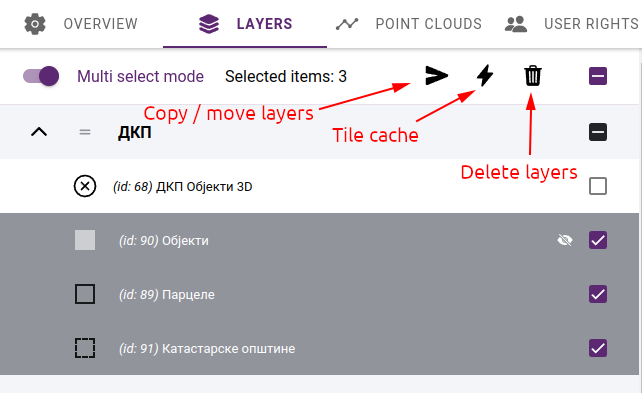 OVERVIEW
LAYERS
POINT CLOUDS
USER RIGHTS
Multi select mode
Selected items: 3
Copy / move layers
Tile cache
Delete layers
ДКП
(id: 68) ДКП Објекти 3D
(id: 90) Објекти
(id: 89) Парцеле
(id: 91) Катастарске општине